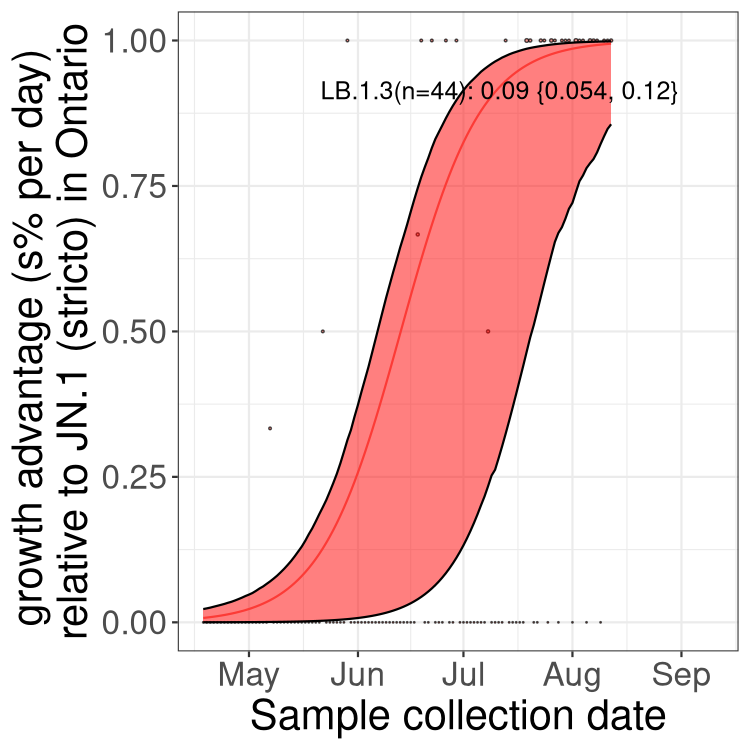 growth advantage (s% per day)
relative to JN.1 (stricto) in Ontario
1.00
0.75
0.50
0.25
0.00
LB.1.3(n=44): 0.09 {0.054, 0.12}
May Jun Jul Aug Sep
Sample collection date